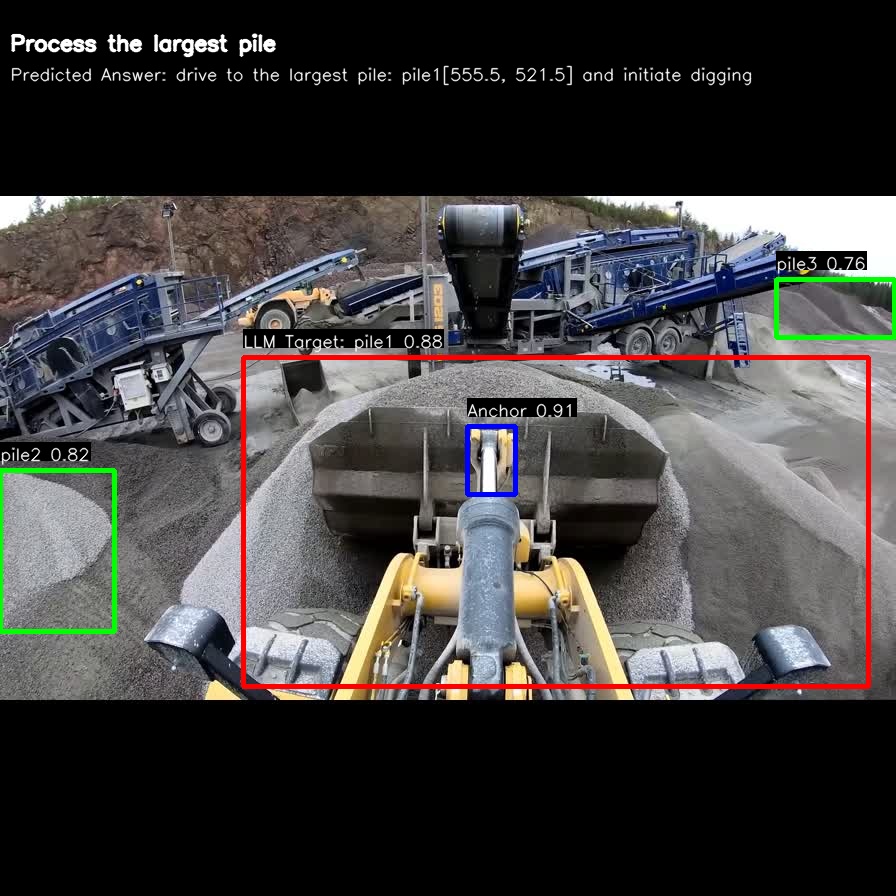 Process the largest pile
Predicted Answer: drive to the largest pile: pile1[555.5, 521.5] and initiate digging
pile3 0.76
LLM Target: pile1 0.88
Anchor 0.91
pile2 0.82